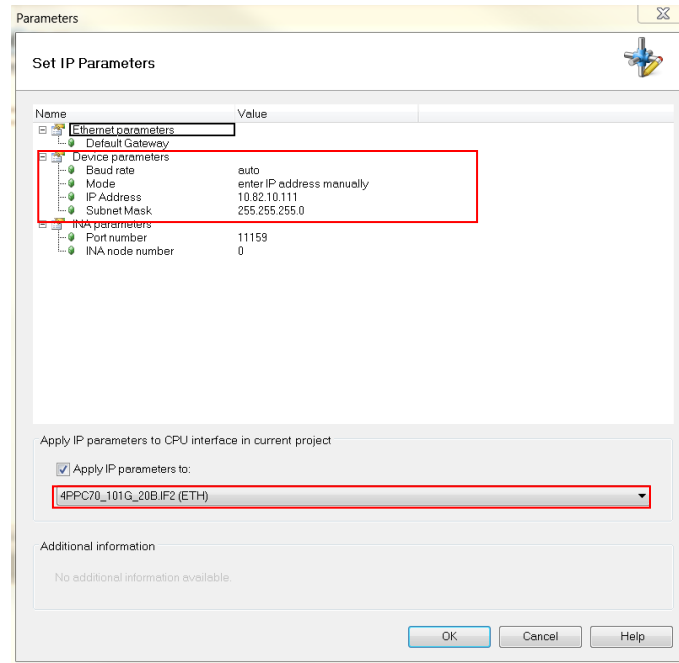 Parameters
Set IP Parameters
Name Value
Ethernet parameters
Default Gateway
Device parameters
Baud rate auto
Mode enter IP address manually
IP Address 10.82.10.111
Subnet Mask 255.255.255.0
INA parameters
Port number 11159
INA node number 0
Apply IP parameters to CPU interface in current project
Apply IP parameters to:
4PPC70_101G_20B.IF2 (ETH)
Additional information
No additional information available.
OK Cancel Help